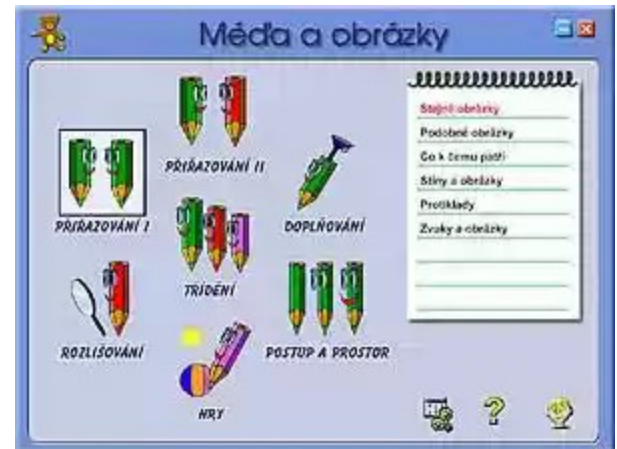 Méďa a obrázky
PŘIŘAZOVÁNÍ II
PŘIŘAZOVÁNÍ I
DOPLŇOVÁNÍ
TŘÍDĚNÍ
ROZLIŠOVÁNÍ
POSTUP A PROSTOR
HRY
Stejné obrázky
Podobné obrázky
Co k čemu patří
Stíny a obrázky
Protiklady
Zvuky a obrázky
?